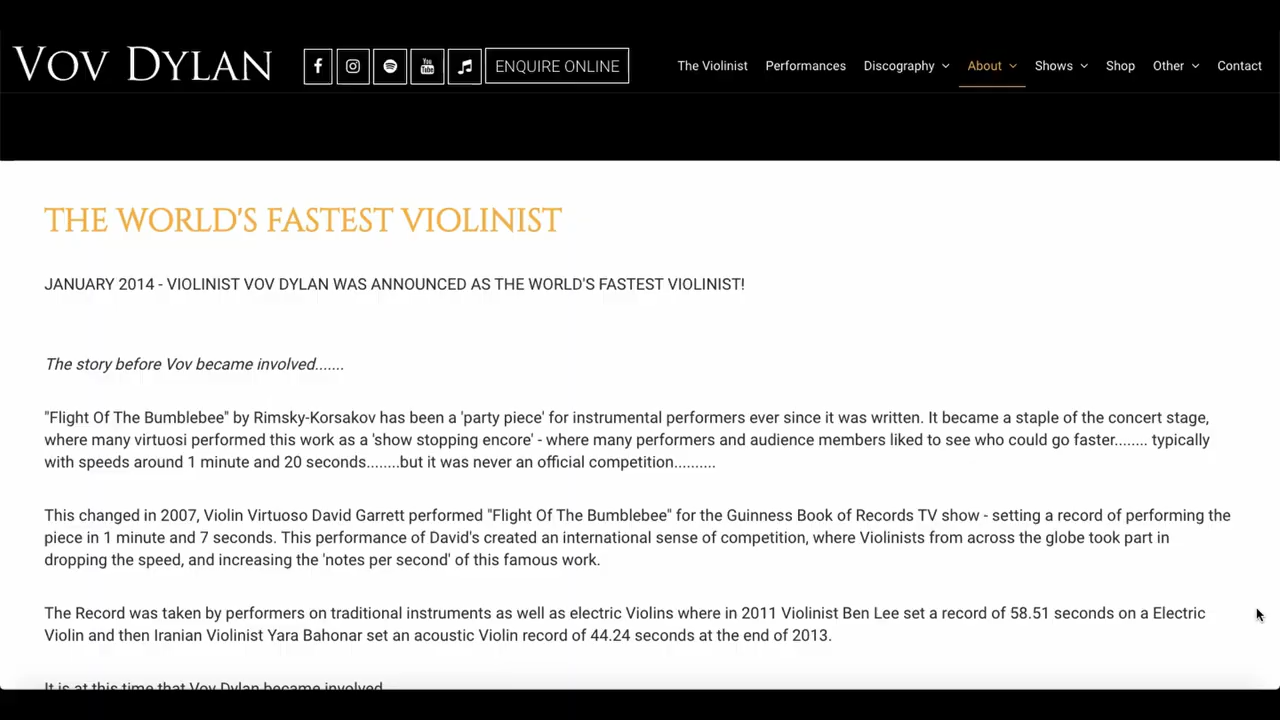 VOV DYLAN
ENQUIRE ONLINE
The Violinist Performances Discography About Shows Shop Other Contact
THE WORLD'S FASTEST VIOLINIST
JANUARY 2014 - VIOLINIST VOV DYLAN WAS ANNOUNCED AS THE WORLD'S FASTEST VIOLINIST!
The story before Vov became involved.......
"Flight Of The Bumblebee" by Rimsky-Korsakov has been a 'party piece' for instrumental performers ever since it was written. It became a staple of the concert stage,
where many virtuosi performed this work as a 'show stopping encore' - where many performers and audience members liked to see who could go faster........ typically
with speeds around 1 minute and 20 seconds........but it was never an official competition..........
This changed in 2007, Violin Virtuoso David Garrett performed "Flight Of The Bumblebee" for the Guinness Book of Records TV show - setting a record of performing the
piece in 1 minute and 7 seconds. This performance of David's created an international sense of competition, where Violinists from across the globe took part in
dropping the speed, and increasing the 'notes per second' of this famous work.
The Record was taken by performers on traditional instruments as well as electric Violins where in 2011 Violinist Ben Lee set a record of 58.51 seconds on a Electric
Violin and then Iranian Violinist Yara Bahonar set an acoustic Violin record of 44.24 seconds at the end of 2013.
It is at this time that Vov Dylan became involved